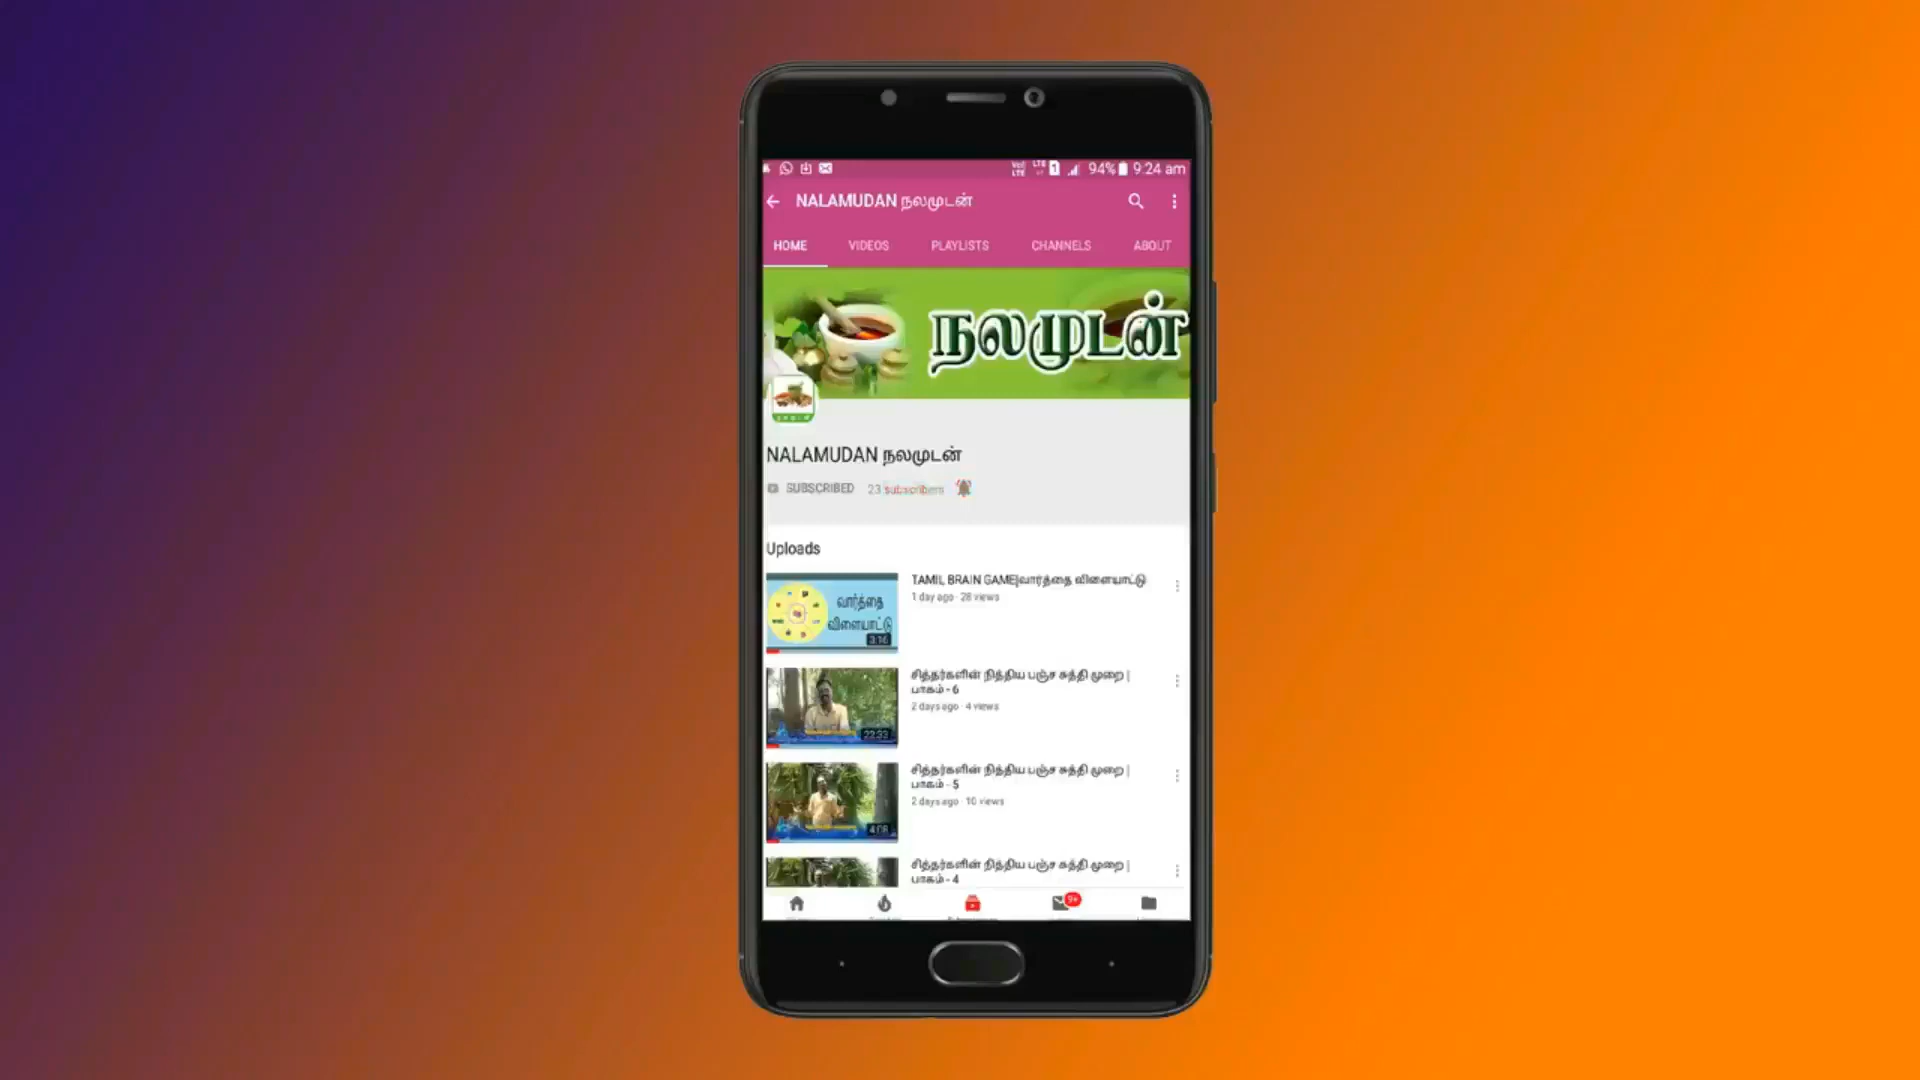 94% 9:24 am
NALAMUDAN நலமுடன்
HOME VIDEOS PLAYLISTS CHANNELS ABOUT
நலமுடன்
NALAMUDAN நலமுடன்
SUBSCRIBED 23 subscribers
Uploads
TAMIL BRAIN GAME|வார்த்தை விளையாட்டு
1 day ago · 28 views
வார்த்தை
விளையாட்டு
3:16
சித்தர்களின் நித்திய பஞ்ச சுத்தி முறை |
பாகம் - 6
2 days ago · 4 views
22:33
சித்தர்களின் நித்திய பஞ்ச சுத்தி முறை |
பாகம் - 5
2 days ago · 10 views
4:08
சித்தர்களின் நித்திய பஞ்ச சுத்தி முறை |
பாகம் - 4
9+